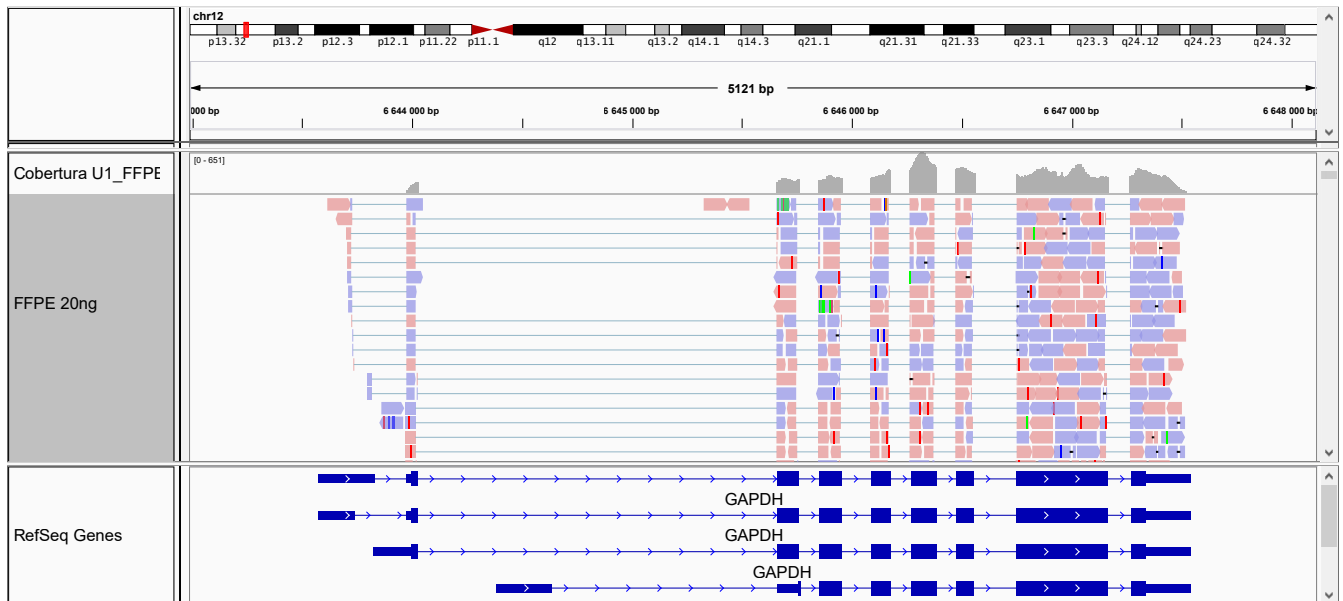 chr12
p13.32 p13.2 p12.3 p12.1 p11.22 p11.1 q12 q13.11 q13.2 q14.1 q14.3 q21.1 q21.31 q21.33 q23.1 q23.3 q24.12 q24.23 q24.32
5121 bp
000 bp 6 644 000 bp 6 645 000 bp 6 646 000 bp 6 647 000 bp 6 648 000 bp
[0 - 651]
Cobertura U1_FFPE
FFPE 20ng
GAPDH
GAPDH
RefSeq Genes
GAPDH